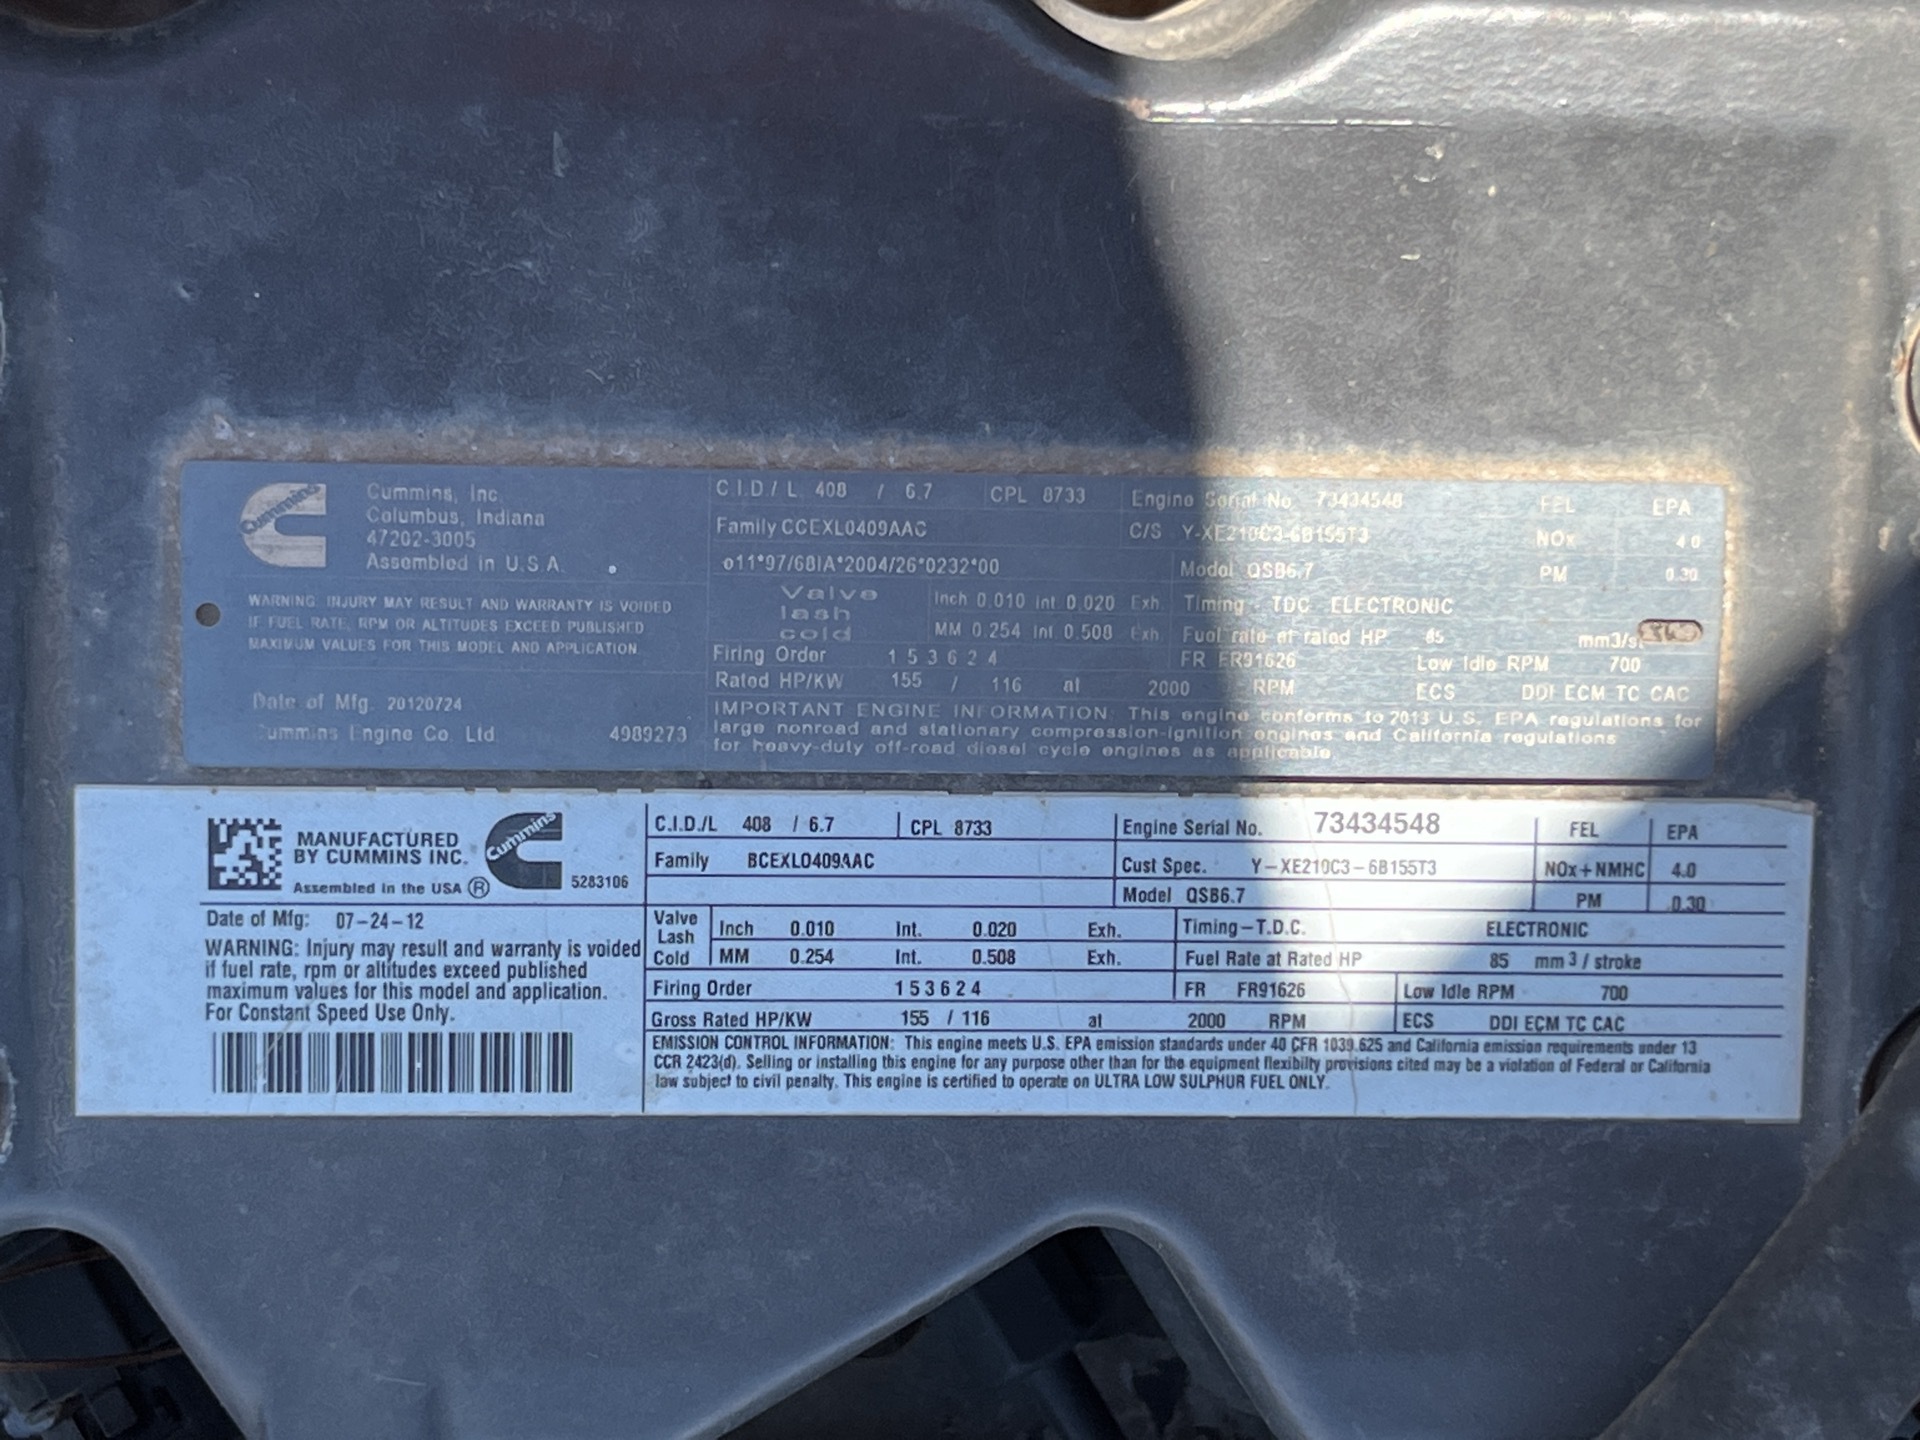 Cummins
Cummins, Inc.
Columbus, Indiana
47202-3005
Assembled in U.S.A.
WARNING: INJURY MAY RESULT AND WARRANTY IS VOIDED
IF FUEL RATE, RPM OR ALTITUDES EXCEED PUBLISHED
MAXIMUM VALUES FOR THIS MODEL AND APPLICATION.
Date of Mfg. 20120724
Cummins Engine Co. Ltd. 4989273
C.I.D / L. 408 / 6.7 CPL 8733
Family CCEXL0409AAC
e11*97/68IA*2004/26*0232*00
Valve
lash
cold
Inch 0.010 Int 0.020 Exh.
MM 0.254 Int 0.508 Exh.
Firing Order 1 5 3 6 2 4
Rated HP/KW 155 / 116 at 2000 RPM
Engine Serial No. 73434548 FEL EPA
C/S Y-XE210C3-6B155T3 NOx 4.0
Model QSB6.7 PM 0.30
Timing - TDC ELECTRONIC
Fuel rate at rated HP 85
FR FR91626 Low Idle RPM 700
ECS DDI ECM TC CAC
IMPORTANT ENGINE INFORMATION: This engine conforms to 2013 U.S. EPA regulations for
large nonroad and stationary compression-ignition engines and California regulations
for heavy-duty off-road diesel cycle engines as applicable.
MANUFACTURED
BY CUMMINS INC.
Assembled in the USA ®
Cummins
5283106
Date of Mfg: 07-24-12
WARNING: Injury may result and warranty is voided
if fuel rate, rpm or altitudes exceed published
maximum values for this model and application.
For Constant Speed Use Only.
C.I.D./L 408 / 6.7 CPL 8733
Family BCEXL0409AAC
Engine Serial No. 73434548 FEL EPA
Cust Spec. Y-XE210C3-6B155T3 NOx+NMHC 4.0
Model QSB6.7 PM 0.30
Valve
Lash
Cold
Inch 0.010 Int. 0.020 Exh.
MM 0.254 Int. 0.508 Exh.
Timing-T.D.C. ELECTRONIC
Fuel Rate at Rated HP 85 mm3 / stroke
Firing Order 1 5 3 6 2 4
FR FR91626 Low Idle RPM 700
Gross Rated HP/KW 155 / 116 at 2000 RPM ECS DDI ECM TC CAC
EMISSION CONTROL INFORMATION: This engine meets U.S. EPA emission standards under 40 CFR 1039.625 and California emission requirements under 13
CCR 2423(d). Selling or installing this engine for any purpose other than for the equipment flexibilty provisions cited may be a violation of Federal or California
law subject to civil penalty. This engine is certified to operate on ULTRA LOW SULPHUR FUEL ONLY.